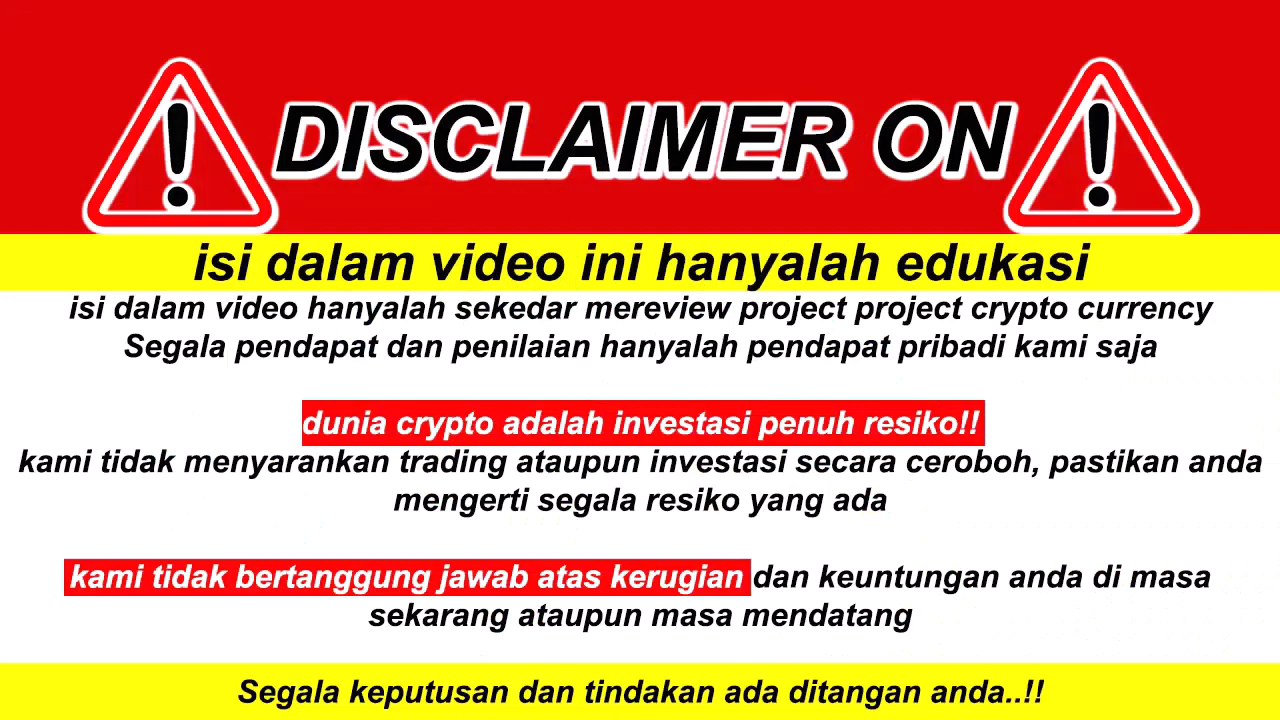 DISCLAIMER ON
isi dalam video ini hanyalah edukasi
isi dalam video hanyalah sekedar mereview project project crypto currency
Segala pendapat dan penilaian hanyalah pendapat pribadi kami saja
dunia crypto adalah investasi penuh resiko!!
kami tidak menyarankan trading ataupun investasi secara ceroboh, pastikan anda
mengerti segala resiko yang ada
kami tidak bertanggung jawab atas kerugian dan keuntungan anda di masa
sekarang ataupun masa mendatang
Segala keputusan dan tindakan ada ditangan anda..!!